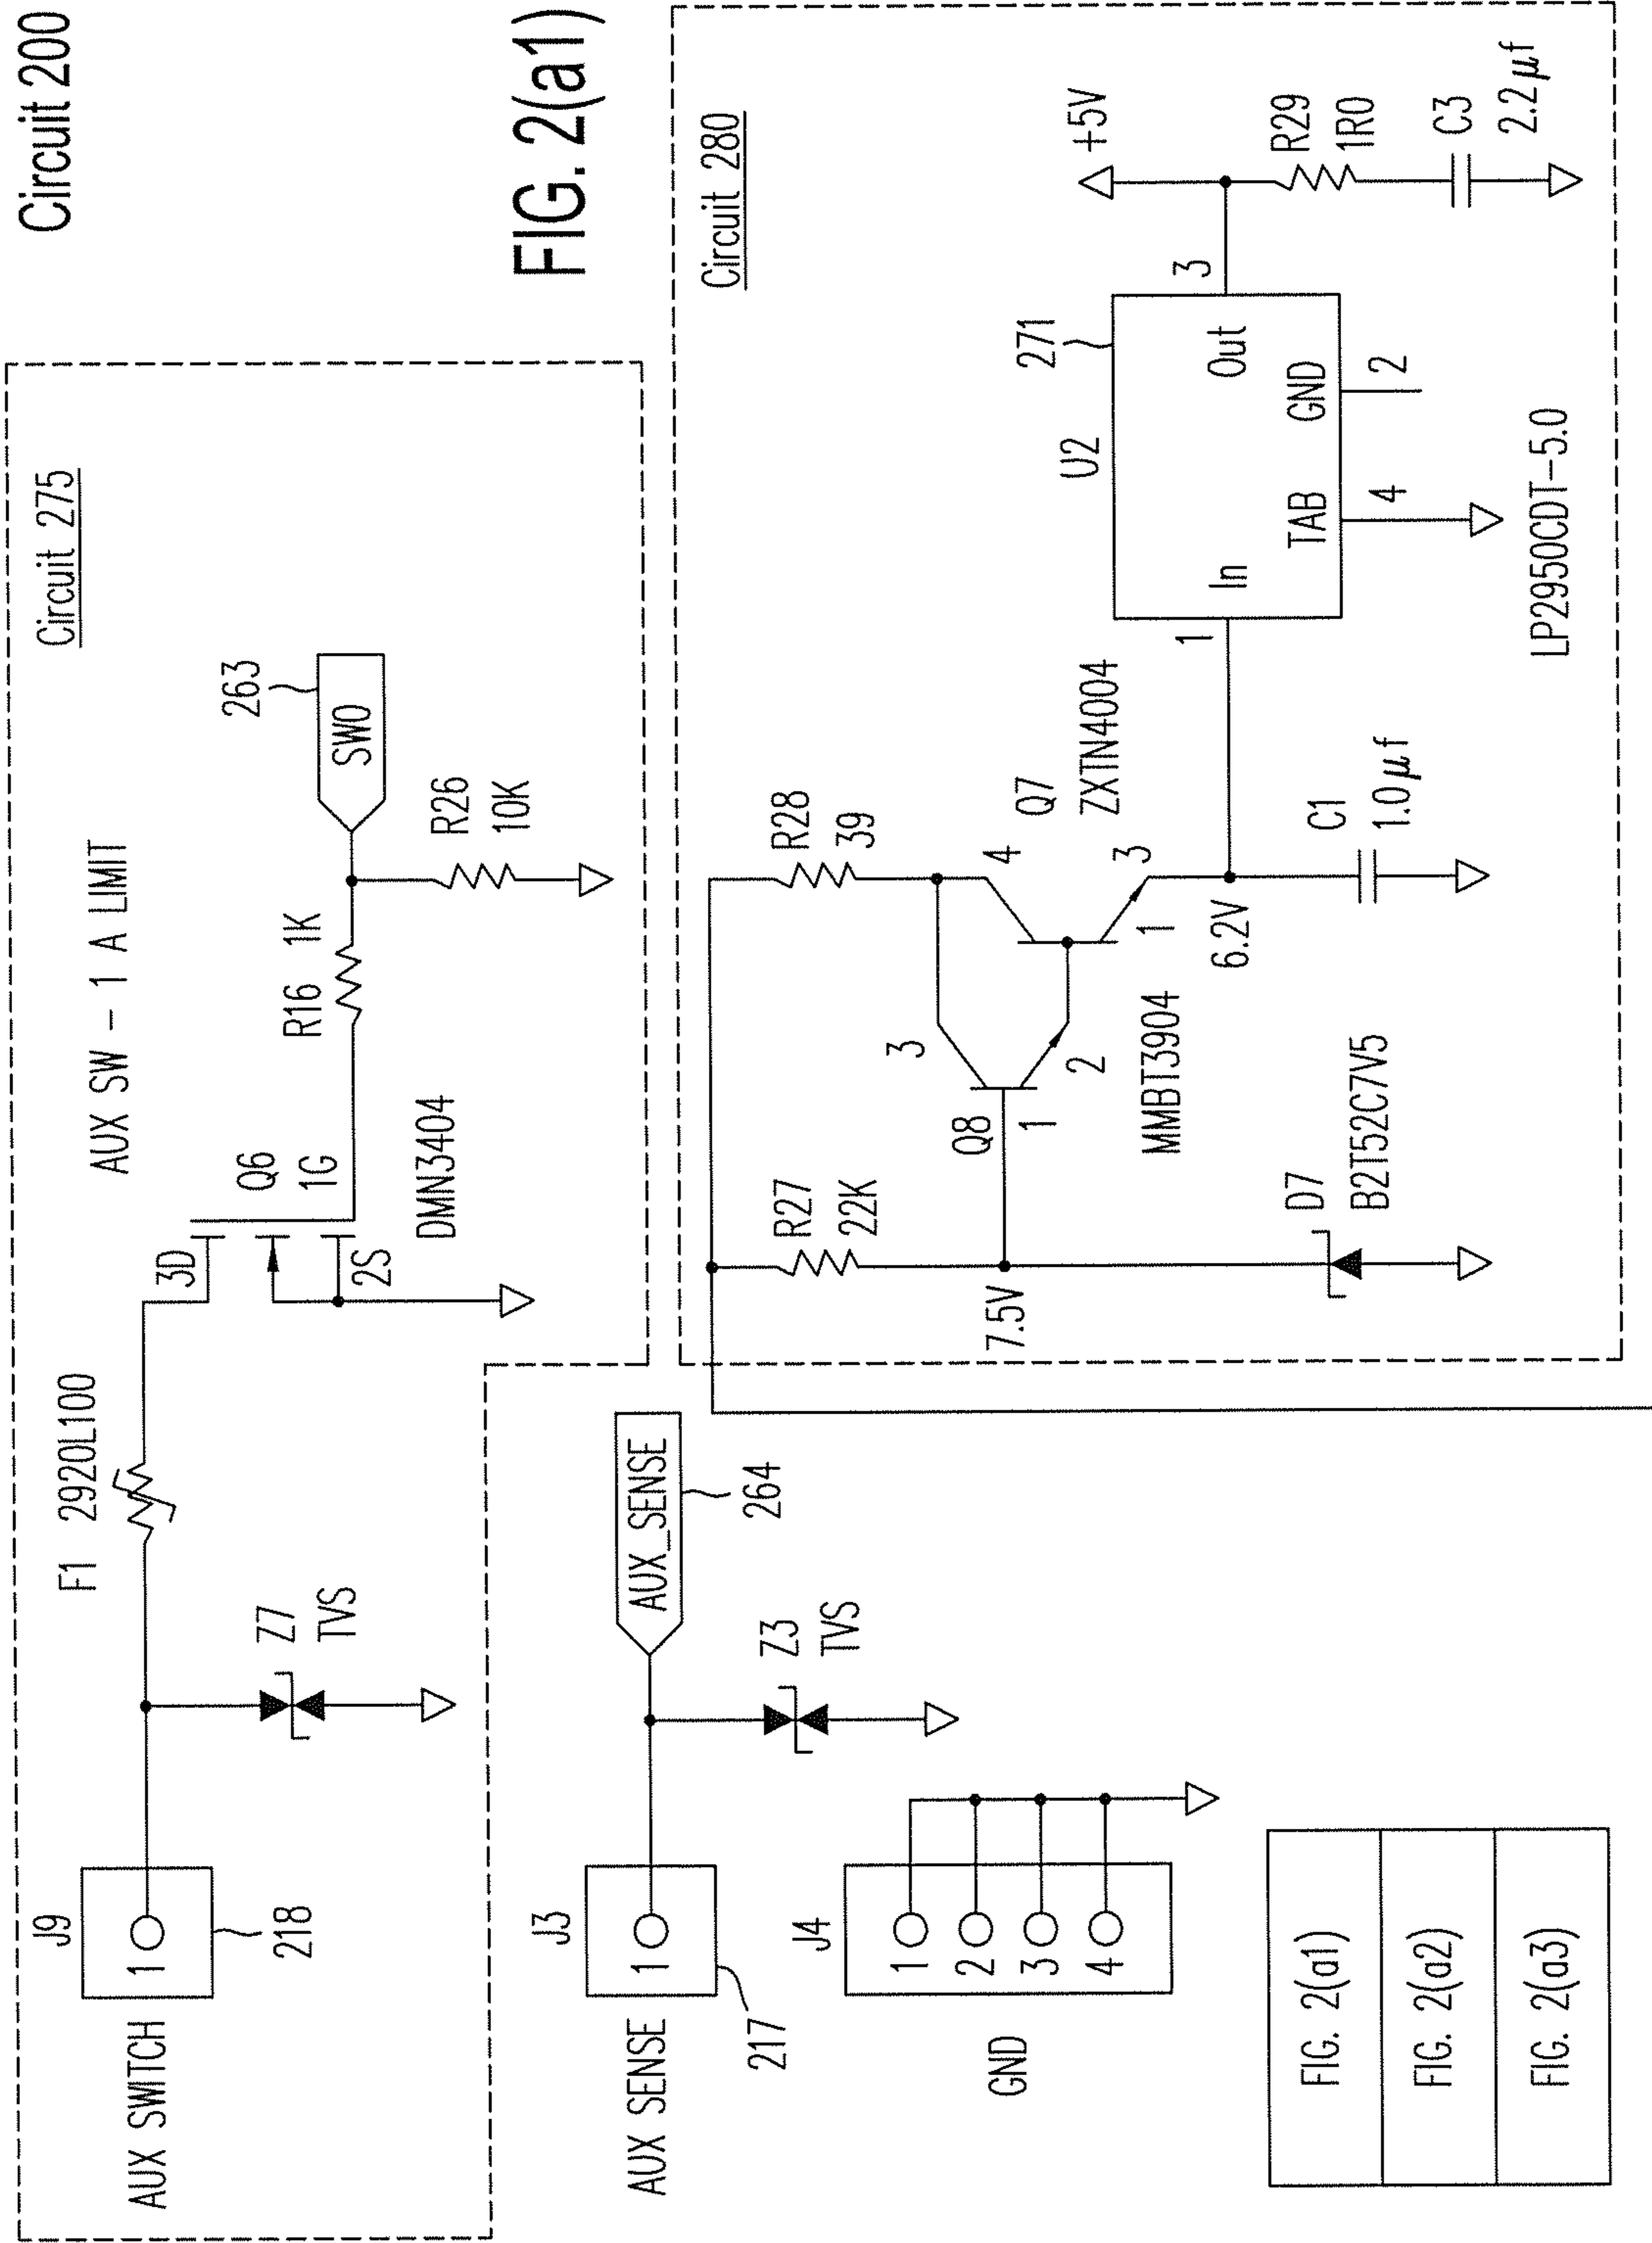 Circuit 200
FIG. 2(a1)
Circuit 275
AUX SW - 1 A LIMIT
J9
1
218
AUX SWITCH
F1 2920L100
Z7
TVS
3D
Q6
1G
2S
DMN3404
R16 1K
SWO
263
R26
10K
J3
1
217
AUX SENSE
AUX_SENSE
264
Z3
TVS
J4
1
2
3
4
GND
Circuit 280
R27
22K
7.5V
D7
B2T52C7V5
Q8
1
2
3
MMBT3904
R28
39
Q7
ZXTN4004
4
3
1
6.2V
C1
1.0μf
U2
271
1
In
Out
3
TAB
GND
4
2
LP2950CDT-5.0
+5V
R29
1R0
C3
2.2μf
FIG. 2(a1)
FIG. 2(a2)
FIG. 2(a3)